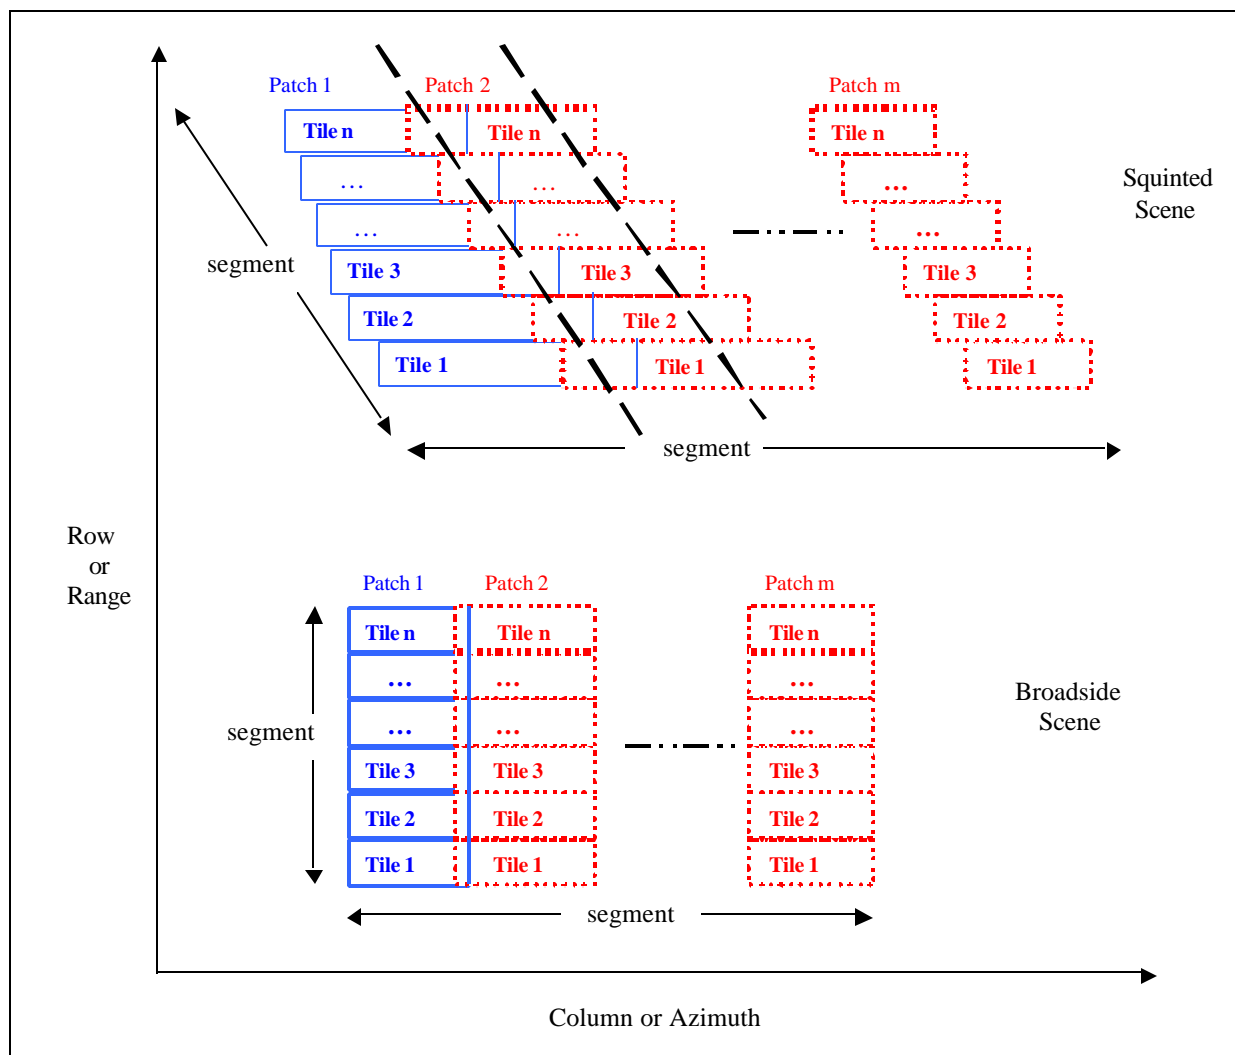 Patch 1 Patch 2 Patch m
Tile n Tile n Tile n
... ... ...
Squinted
Scene
... ... ...
segment
Tile 3 Tile 3 Tile 3
Tile 2 Tile 2 Tile 2
Tile 1 Tile 1 Tile 1
segment
Row
or
Range
Patch 1 Patch 2 Patch m
Tile n Tile n Tile n
... ... ...
Broadside
Scene
segment
... ... ...
Tile 3 Tile 3 Tile 3
Tile 2 Tile 2 Tile 2
Tile 1 Tile 1 Tile 1
segment
Column or Azimuth